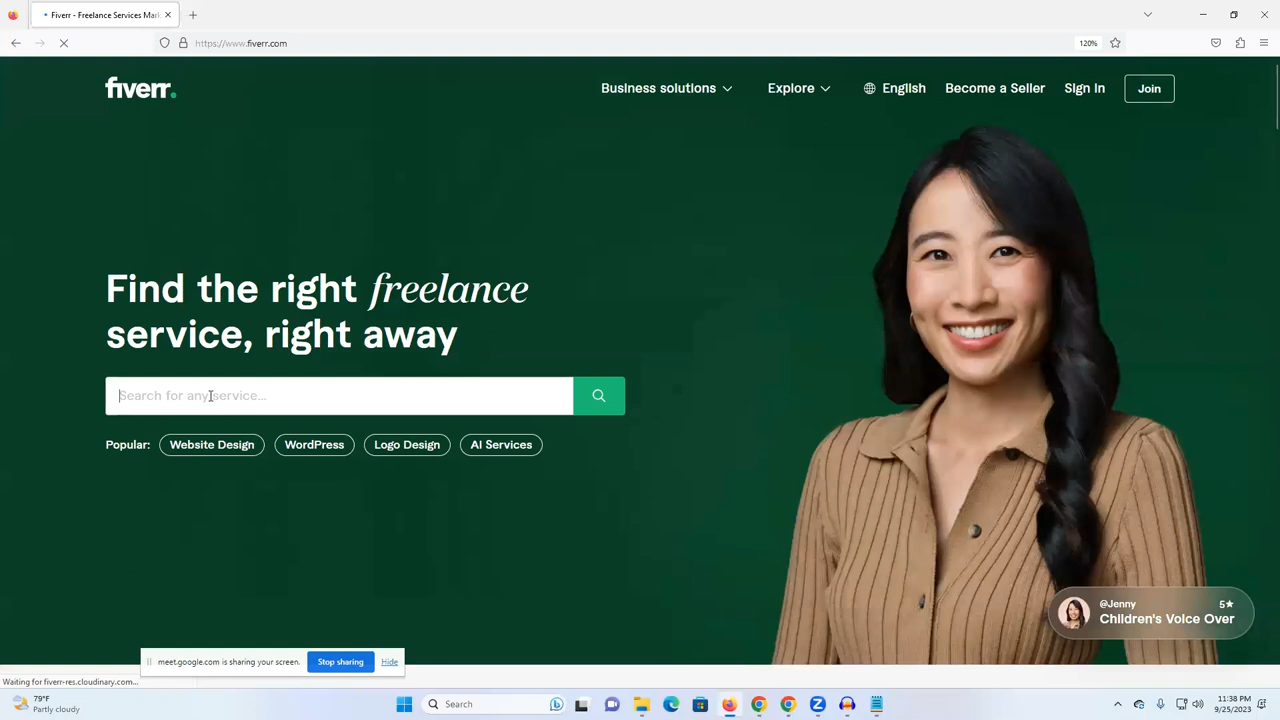 Fiverr - Freelance Services Mar
https://www.fiverr.com
120%
fiverr.
Business solutions
Explore
English
Become a Seller
Sign In
Join
Find the right freelance
service, right away
Search for any service...
Popular:
Website Design
WordPress
Logo Design
AI Services
@Jenny
5★
Children's Voice Over
meet.google.com is sharing your screen.
Stop sharing
Hide
Waiting for fiverr-res.cloudinary.com...
79°F
Partly cloudy
Search
11:38 PM
9/25/2023